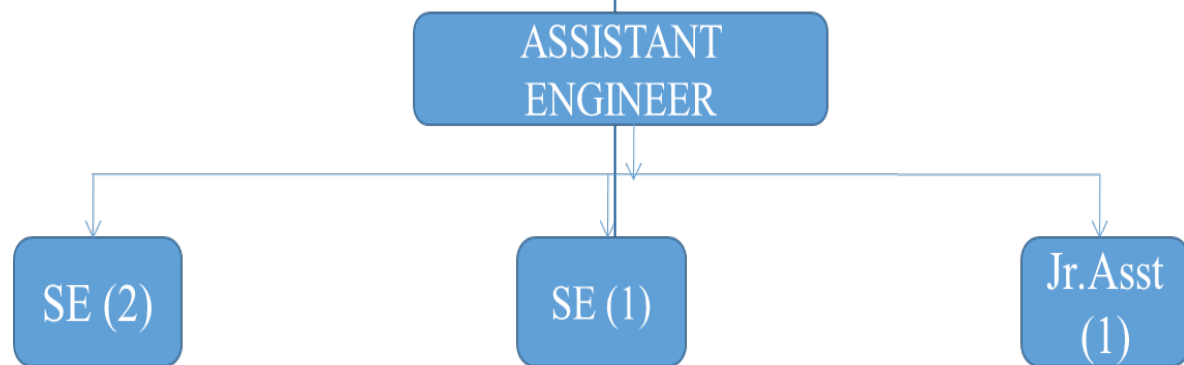 ASSISTANT
ENGINEER
SE (2)
SE (1)
Jr.Asst
(1)